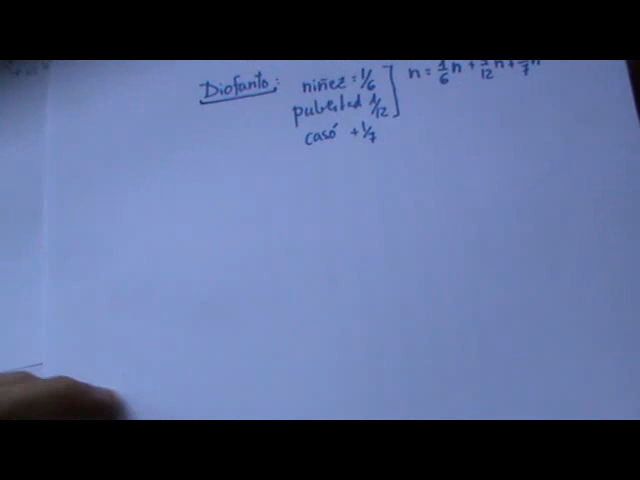 Diofanto: niñez = 1/6
pubertad 1/12
casó + 1/7
n = 1/6 n + 1/12 n + 1/7 n